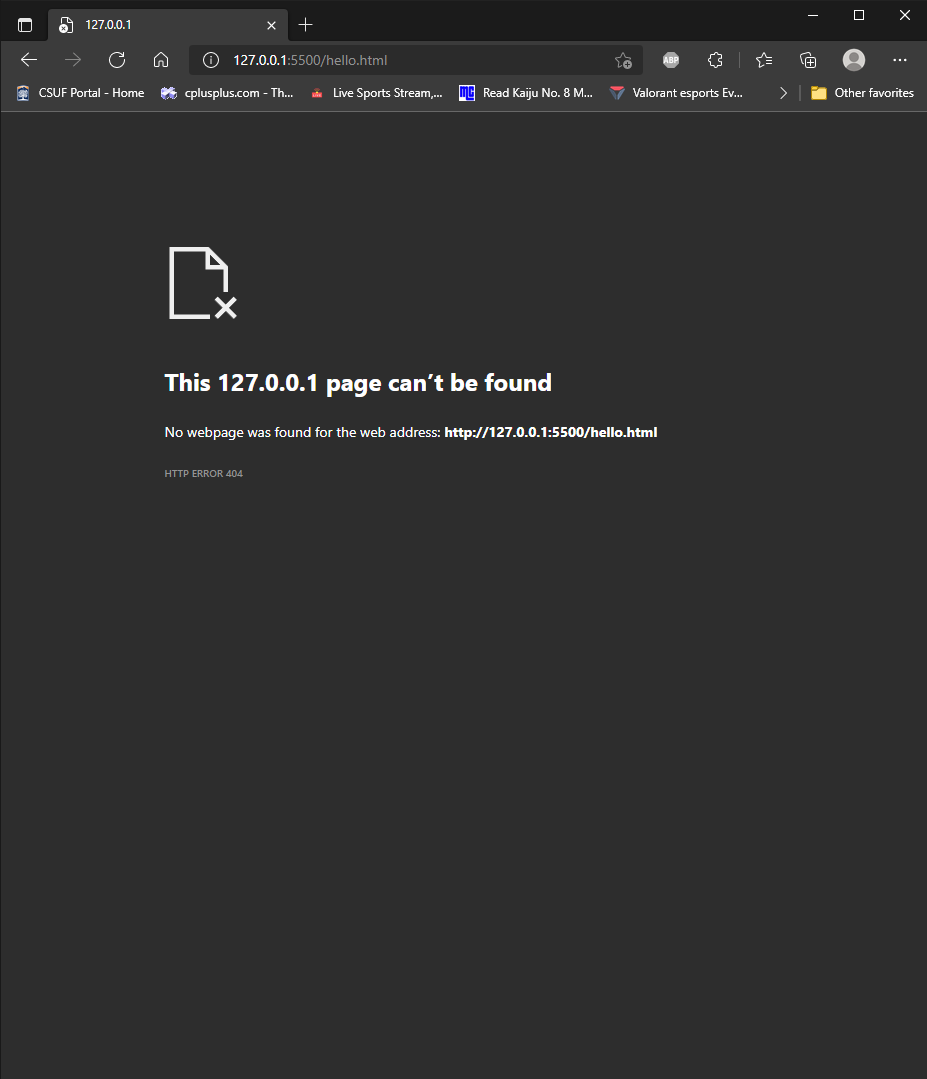 127.0.0.1
127.0.0.1:5500/hello.html
ABP
CSUF Portal - Home
cplusplus.com - Th...
Live Sports Stream,...
MG
Read Kaiju No. 8 M...
Valorant esports Ev...
Other favorites
This 127.0.0.1 page can’t be found
No webpage was found for the web address: http://127.0.0.1:5500/hello.html
HTTP ERROR 404